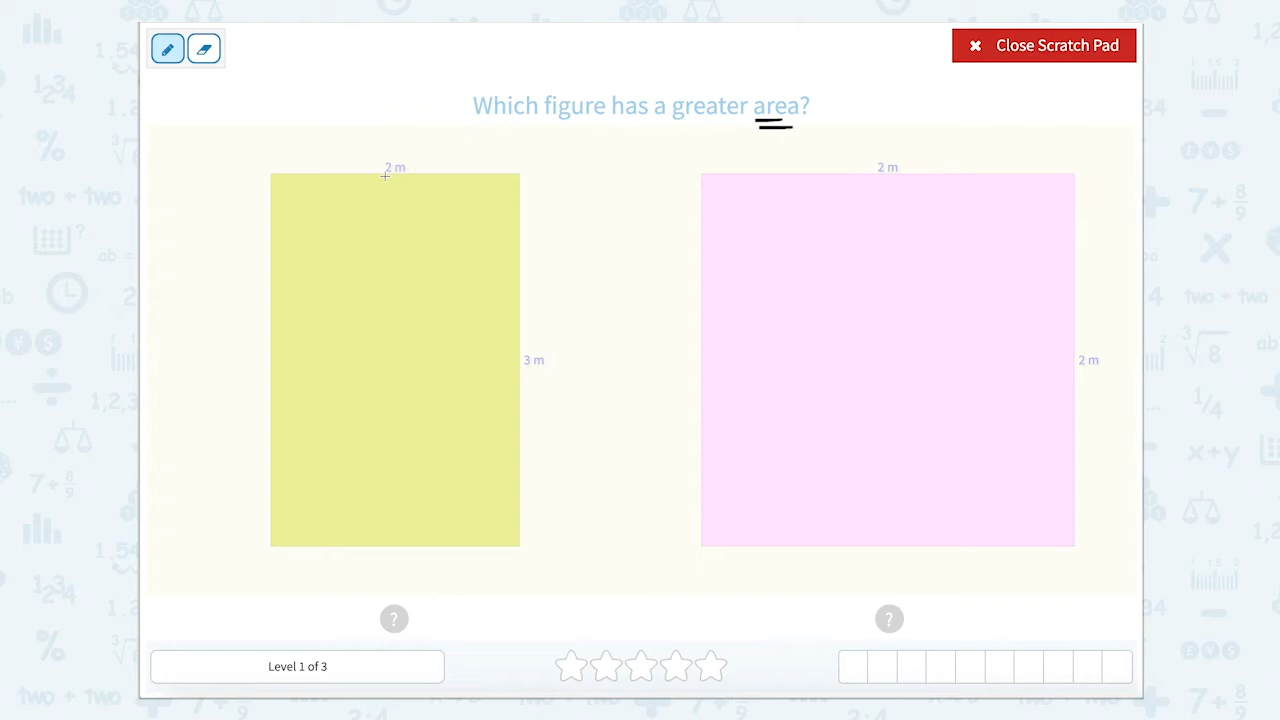 Close Scratch Pad
Which figure has a greater area?
2 m
2 m
3 m
2 m
?
?
Level 1 of 3